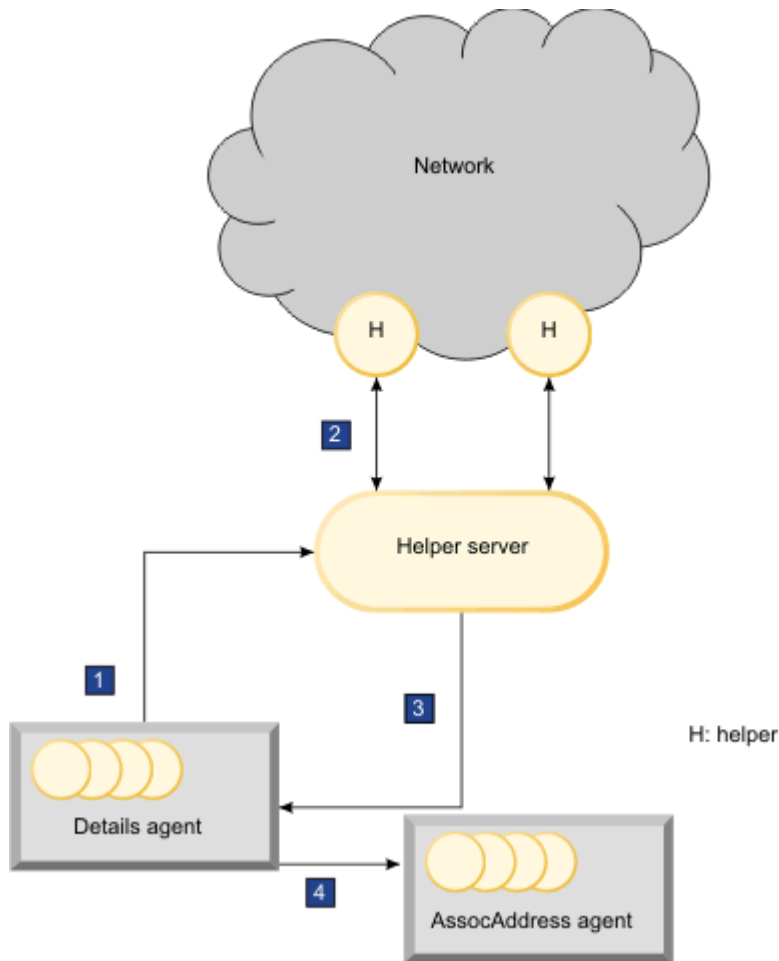 Network
H
H
2
Helper server
1
3
H: helper
Details agent
4
AssocAddress agent